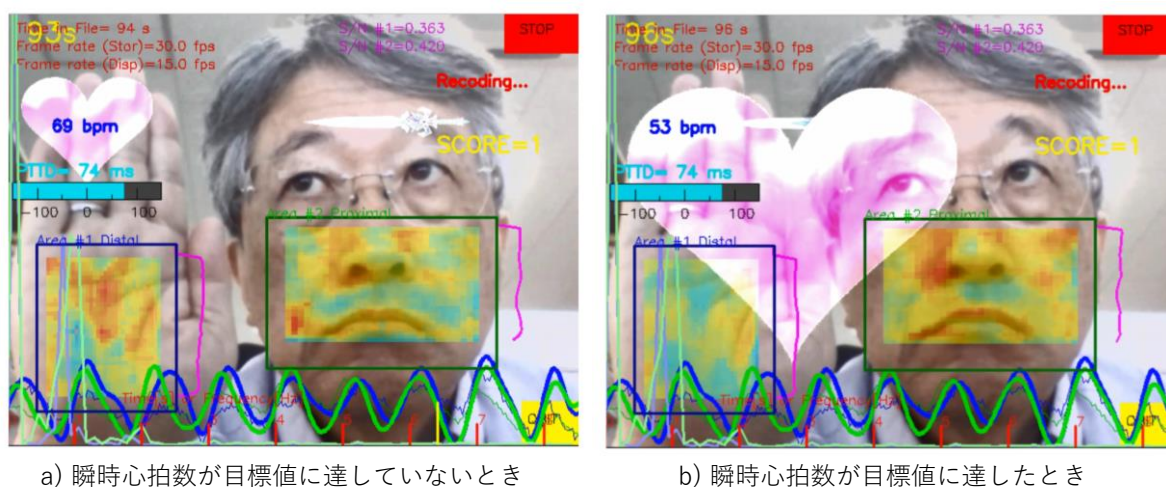 93s
Time in File= 94 s
Frame rate (Stor)=30.0 fps
Frame rate (Disp)=15.0 fps
S/N #1=0.363
S/N #2=0.420
STOP
Recoding...
69 bpm
SCORE=1
PTTD= 74 ms
-100 0 100
Area #2 Proximal
Area #1 Distal
96s
Time in File= 96 s
Frame rate (Stor)=30.0 fps
Frame rate (Disp)=15.0 fps
S/N #1=0.363
S/N #2=0.420
STOP
Recoding...
53 bpm
SCORE=1
PTTD= 74 ms
-100 0 100
Area #2 Proximal
Area #1 Distal
a) 瞬時心拍数が目標値に達していないとき
b) 瞬時心拍数が目標値に達したとき